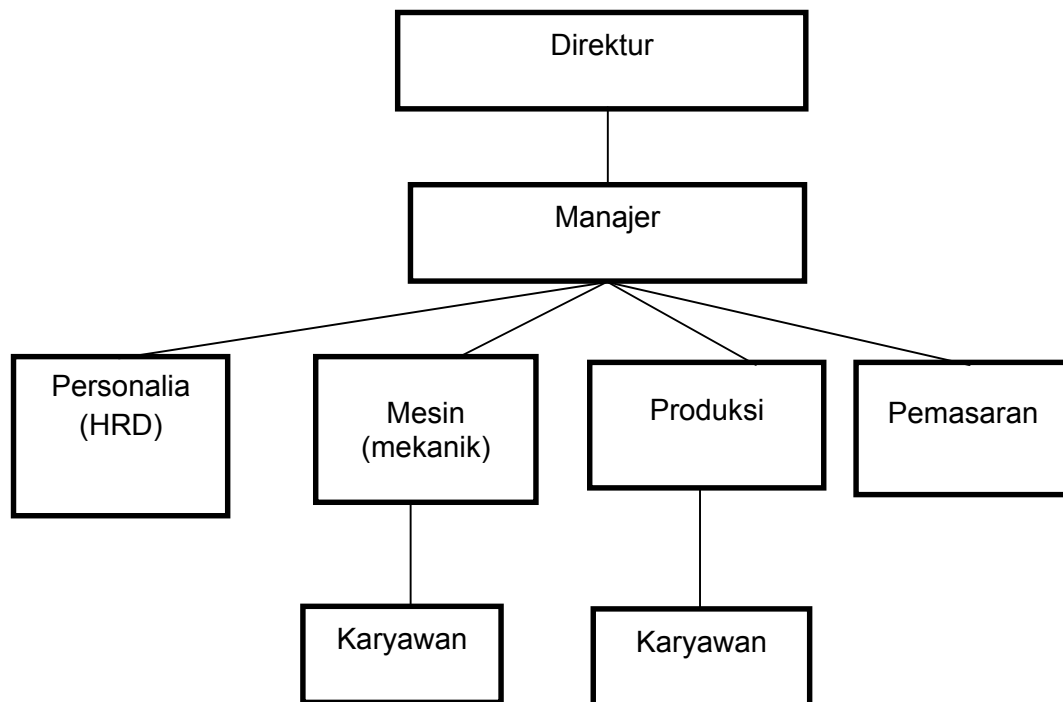 Direktur
Manajer
Personalia
(HRD)
Mesin
(mekanik)
Produksi
Pemasaran
Karyawan
Karyawan